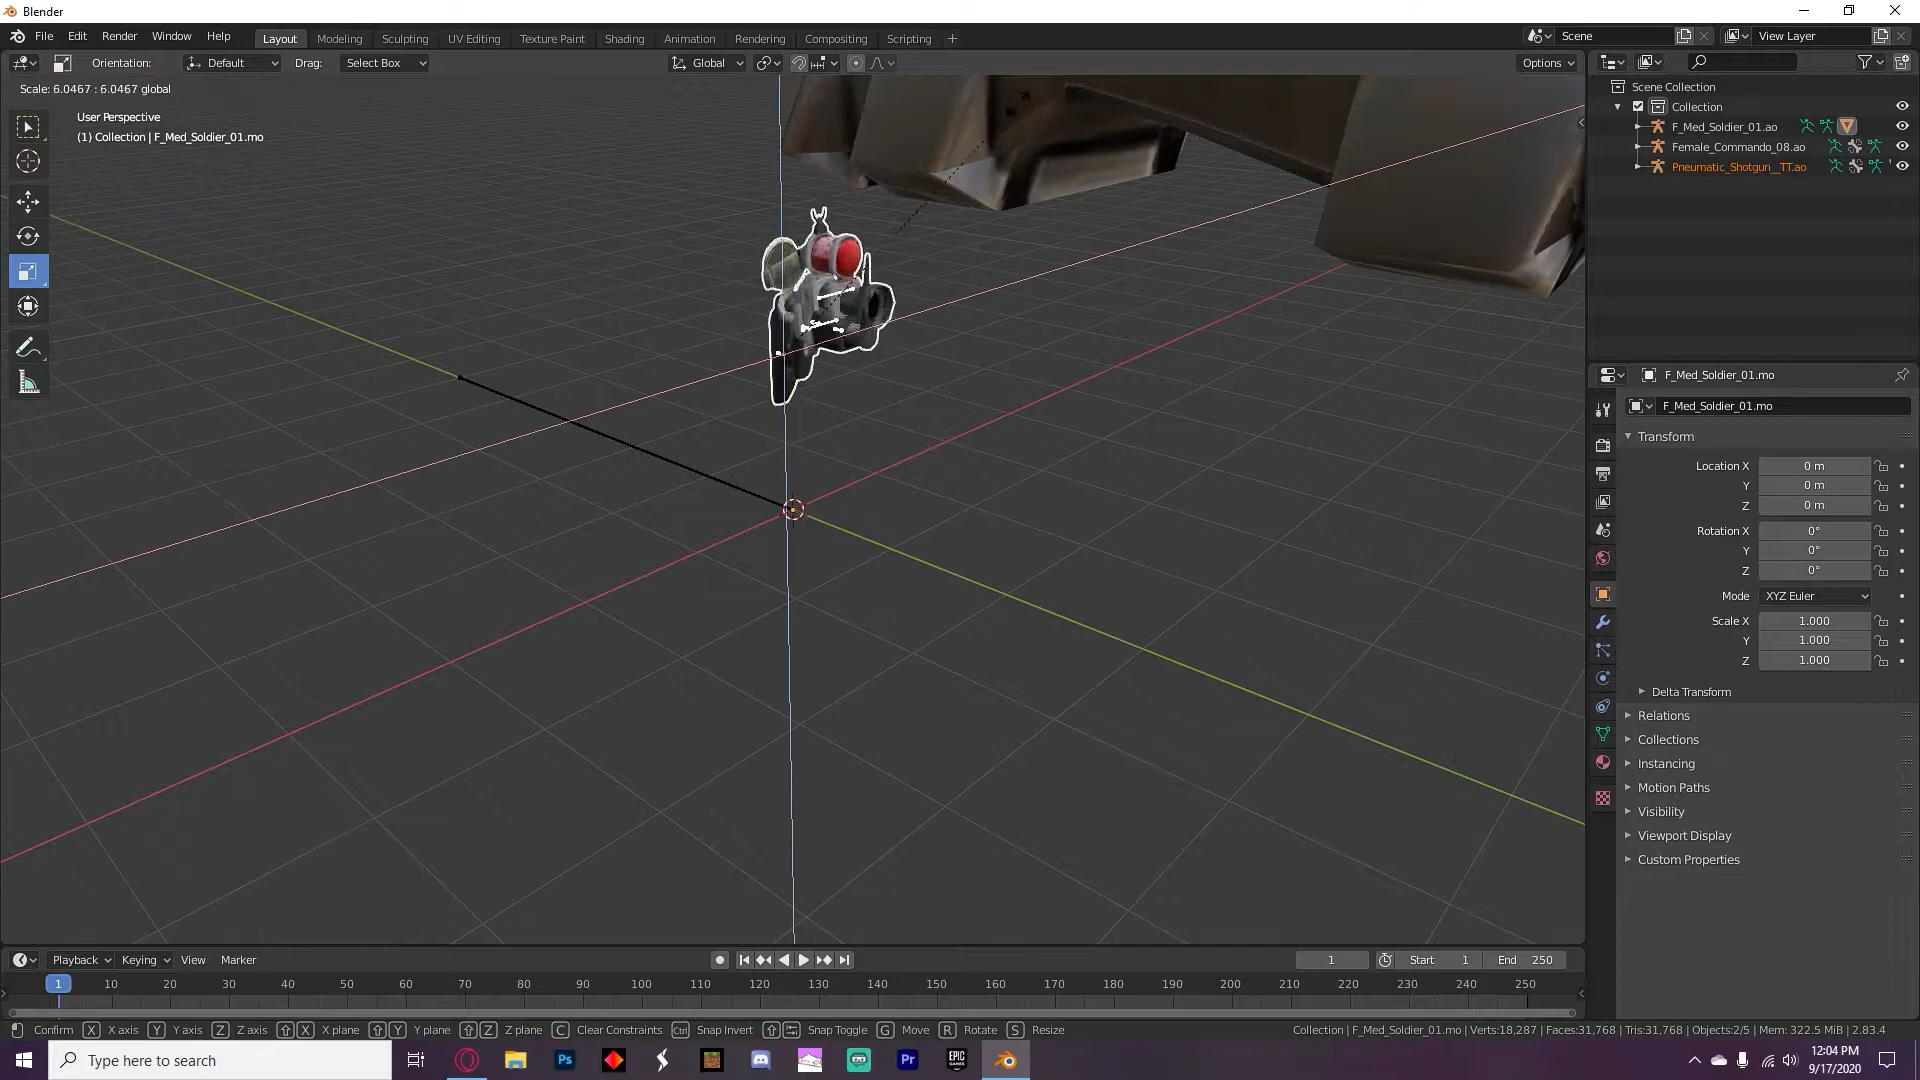 Blender
File Edit Render Window Help
Layout Modeling Sculpting UV Editing Texture Paint Shading Animation Rendering Compositing Scripting +
Scene
View Layer
Orientation: Default Drag: Select Box
Global
Options
Scale: 6.0467 : 6.0467 global
User Perspective
(1) Collection | F_Med_Soldier_01.mo
Scene Collection
Collection
F_Med_Soldier_01.ao
Female_Commando_08.ao
Pneumatic_Shotgun__TT.ao
F_Med_Soldier_01.mo
F_Med_Soldier_01.mo
Transform
Location X 0 m
Y 0 m
Z 0 m
Rotation X 0°
Y 0°
Z 0°
Mode XYZ Euler
Scale X 1.000
Y 1.000
Z 1.000
Delta Transform
Relations
Collections
Instancing
Motion Paths
Visibility
Viewport Display
Custom Properties
Playback Keying View Marker
1 Start 1 End 250
1 10 20 30 40 50 60 70 80 90 100 110 120 130 140 150 160 170 180 190 200 210 220 230 240 250
Confirm X X axis Y Y axis Z Z axis X X plane Y Y plane Z Z plane C Clear Constraints Ctrl Snap Invert Snap Toggle G Move R Rotate S Resize
Collection | F_Med_Soldier_01.mo | Verts:18,287 | Faces:31,768 | Tris:31,768 | Objects:2/5 | Mem: 322.5 MiB | 2.83.4
Type here to search
Ps
Pr
EPIC GAMES
12:04 PM
9/17/2020